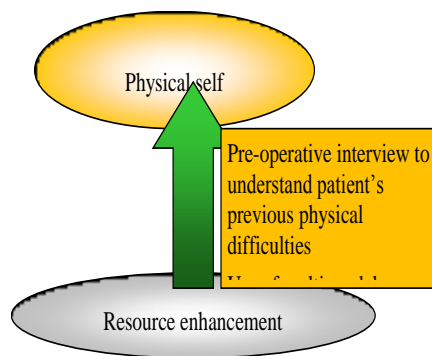 Physical self
Pre-operative interview to
understand patient's
previous physical
difficulties
Resource enhancement